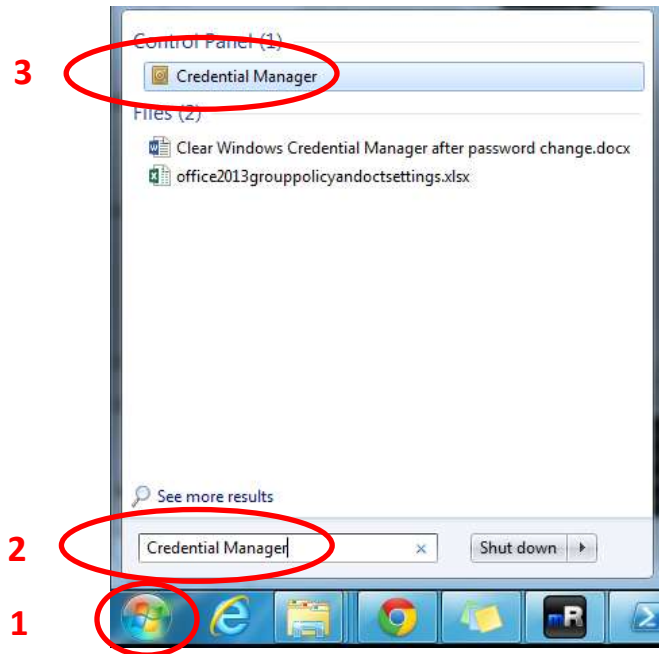 Control Panel (1)
3
Credential Manager
Files (2)
Clear Windows Credential Manager after password change.docx
office2013grouppolicyandoctsettings.xlsx
See more results
2
Credential Manager
×
Shut down
1
mR